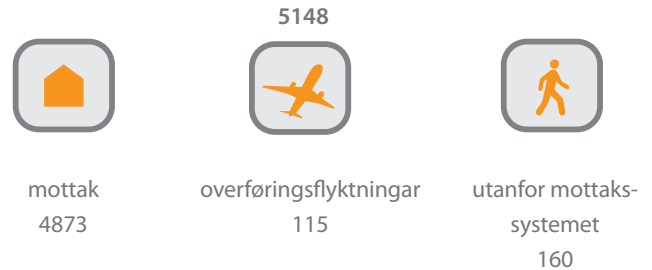 5148
mottak
4873
overføringsflyktningar
115
utanfor mottaks-
systemet
160